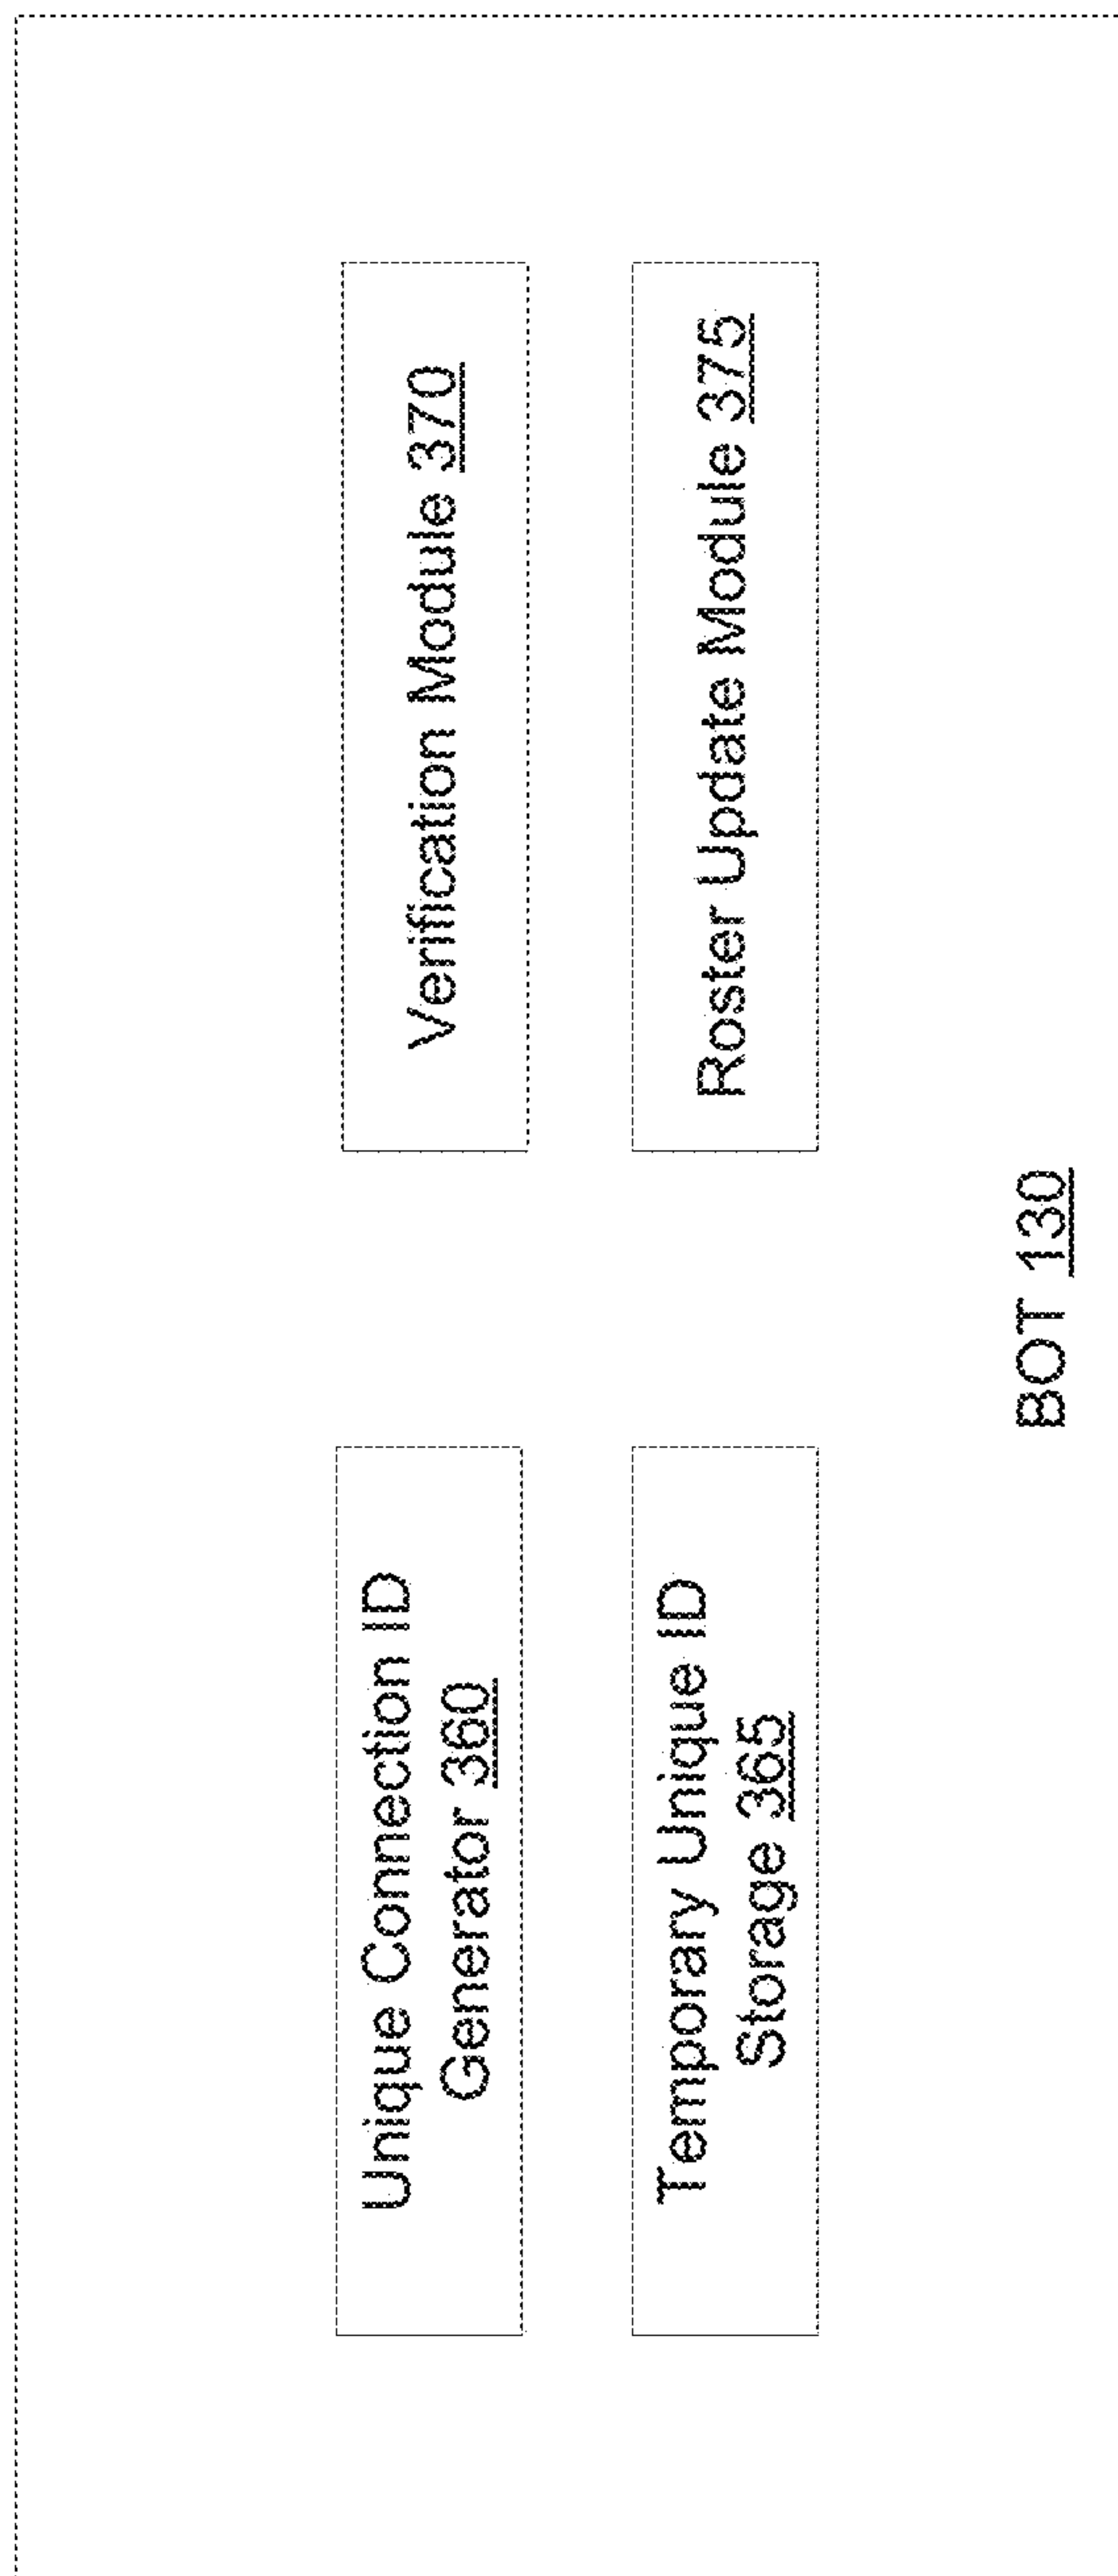 Unique Connection ID
Generator 360
Verification Module 370
Temporary Unique ID
Storage 365
Roster Update Module 375
BOT 130